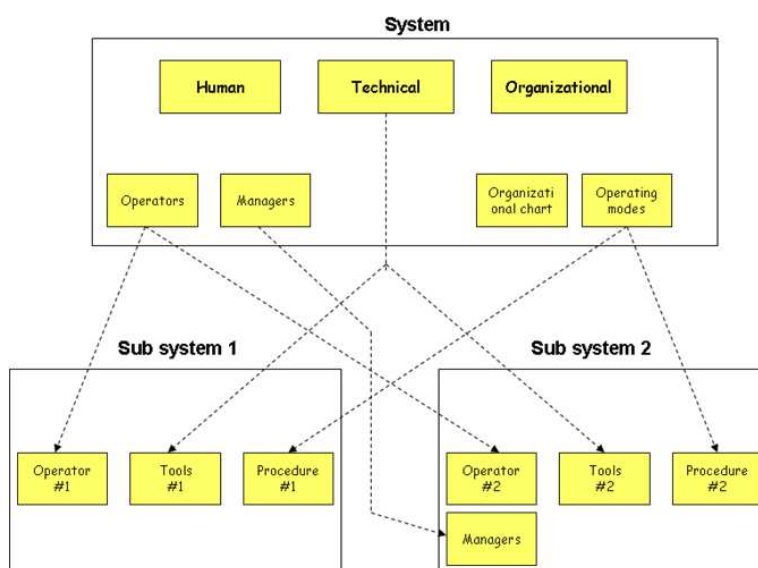 System
Human
Technical
Organizational
Operators
Managers
Organizati
onal chart
Operating
modes
Sub system 1
Sub system 2
Operator
#1
Tools
#1
Procedure
#1
Operator
#2
Tools
#2
Procedure
#2
Managers